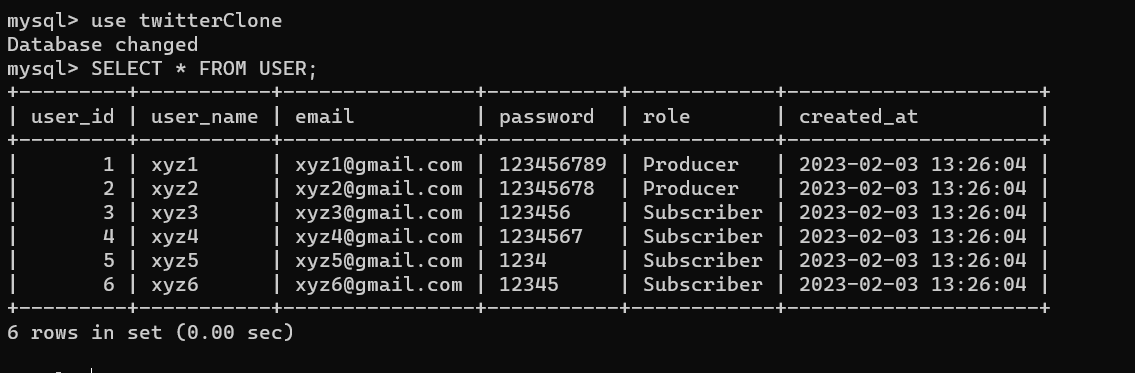 mysql> use twitterClone
Database changed
mysql> SELECT * FROM USER;
+---------+-----------+----------------+-----------+------------+---------------------+
| user_id | user_name | email          | password  | role       | created_at          |
+---------+-----------+----------------+-----------+------------+---------------------+
|       1 | xyz1      | xyz1@gmail.com | 123456789 | Producer   | 2023-02-03 13:26:04 |
|       2 | xyz2      | xyz2@gmail.com | 12345678  | Producer   | 2023-02-03 13:26:04 |
|       3 | xyz3      | xyz3@gmail.com | 123456    | Subscriber | 2023-02-03 13:26:04 |
|       4 | xyz4      | xyz4@gmail.com | 1234567   | Subscriber | 2023-02-03 13:26:04 |
|       5 | xyz5      | xyz5@gmail.com | 1234      | Subscriber | 2023-02-03 13:26:04 |
|       6 | xyz6      | xyz6@gmail.com | 12345     | Subscriber | 2023-02-03 13:26:04 |
+---------+-----------+----------------+-----------+------------+---------------------+
6 rows in set (0.00 sec)